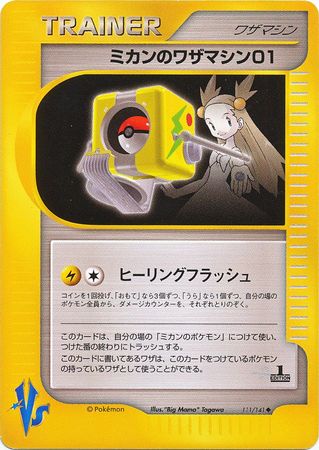 TRAINER
ワザマシン
ミカンのワザマシン01
ヒーリングフラッシュ
コインを1回投げ、「おもて」なら3個ずつ、「うら」なら1個ずつ、自分の場の
ポケモン全員から、ダメージカウンターを、それぞれとりのぞく。
このカードは、自分の場の「ミカンのポケモン」につけて使い、
つけた番の終わりにトラッシュする。
このカードに書いてあるワザは、このカードをつけているポケモン
の持っているワザとして使うことができる。
1
EDITION
VS
©Pokémon
Illus."Big Mama" Tagawa
111/141